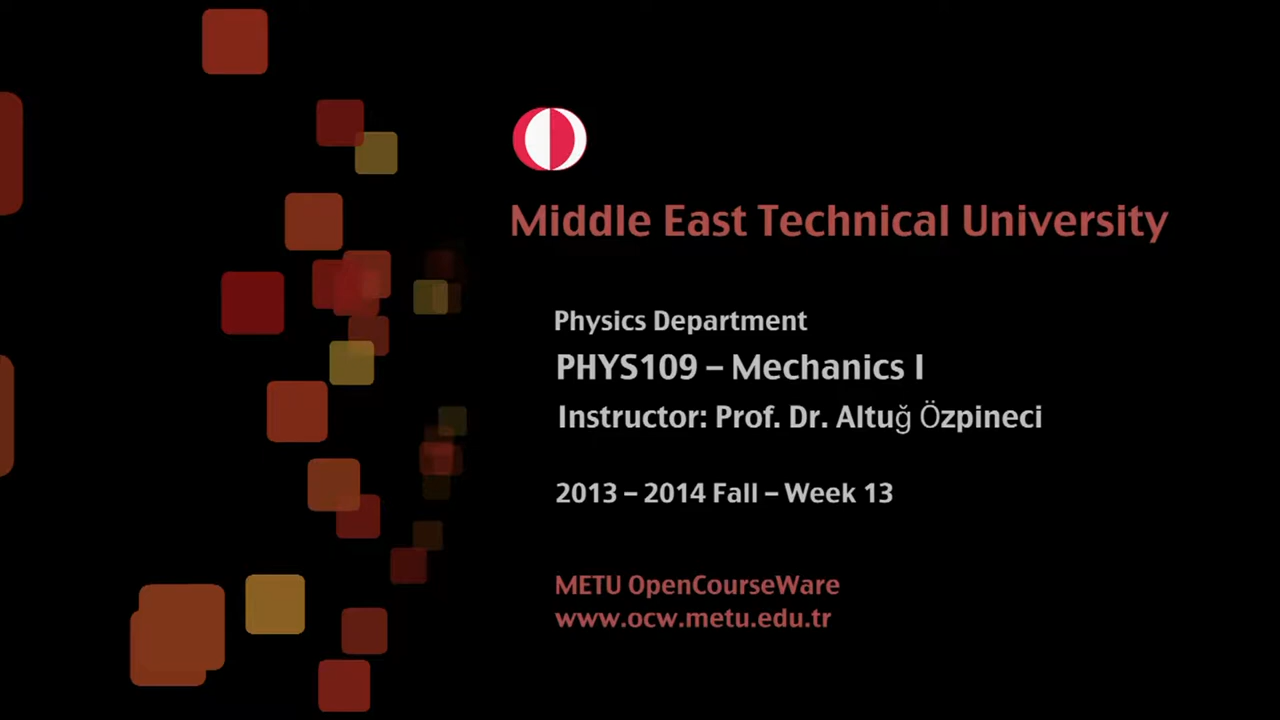 Middle East Technical University
Physics Department
PHYS109 – Mechanics I
Instructor: Prof. Dr. Altuğ Özpineci
2013 – 2014 Fall – Week 13
METU OpenCourseWare
www.ocw.metu.edu.tr